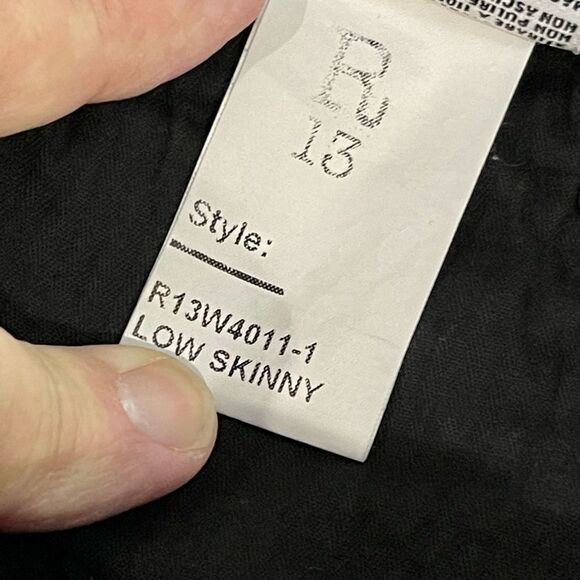 R
13
Style:
R13W4011-1
LOW SKINNY